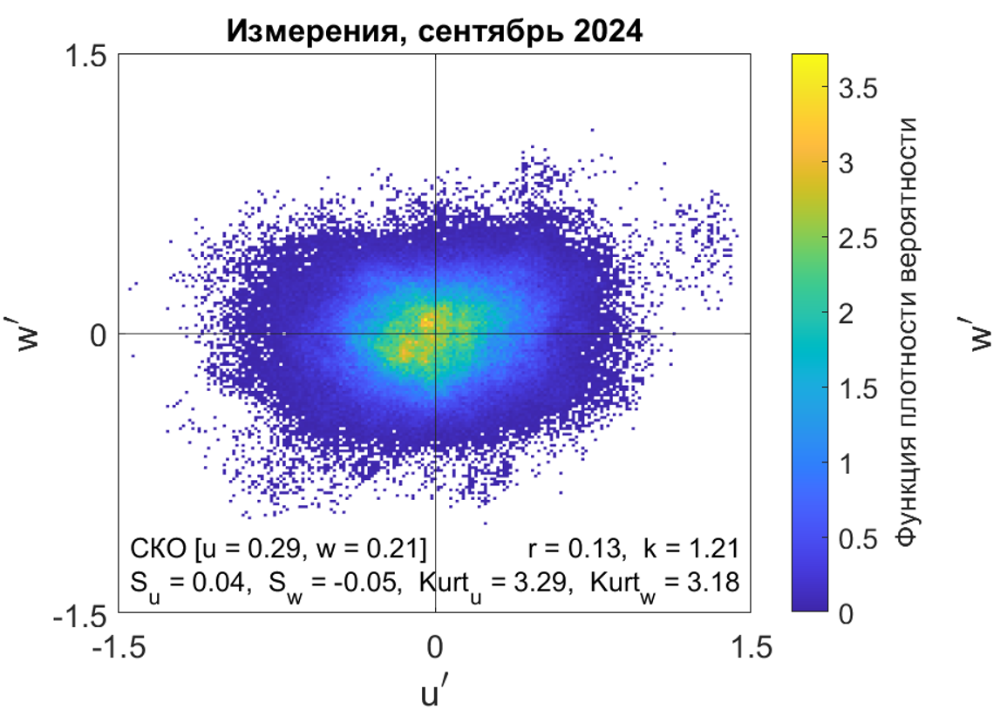 Измерения, сентябрь 2024
1.5
0
-1.5
w′
СКО [u = 0.29, w = 0.21]
r = 0.13, k = 1.21
S_u = 0.04, S_w = -0.05, Kurt_u = 3.29, Kurt_w = 3.18
-1.5
0
1.5
u′
3.5
3
2.5
2
1.5
1
0.5
0
Функция плотности вероятности
w′